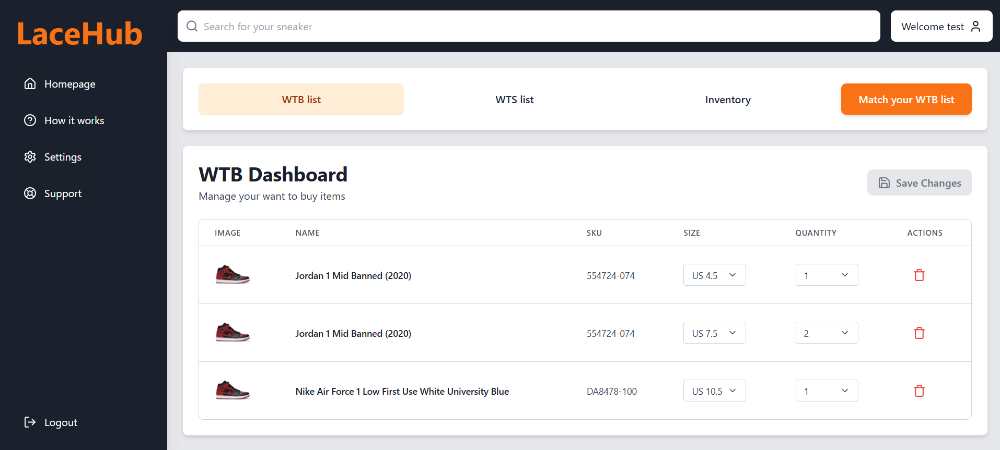 LaceHub
Search for your sneaker
Welcome test
Homepage
How it works
Settings
Support
Logout
WTB list
WTS list
Inventory
Match your WTB list
WTB Dashboard
Manage your want to buy items
Save Changes
IMAGE NAME SKU SIZE QUANTITY ACTIONS
Jordan 1 Mid Banned (2020) 554724-074 US 4.5 1
Jordan 1 Mid Banned (2020) 554724-074 US 7.5 2
Nike Air Force 1 Low First Use White University Blue DA8478-100 US 10.5 1